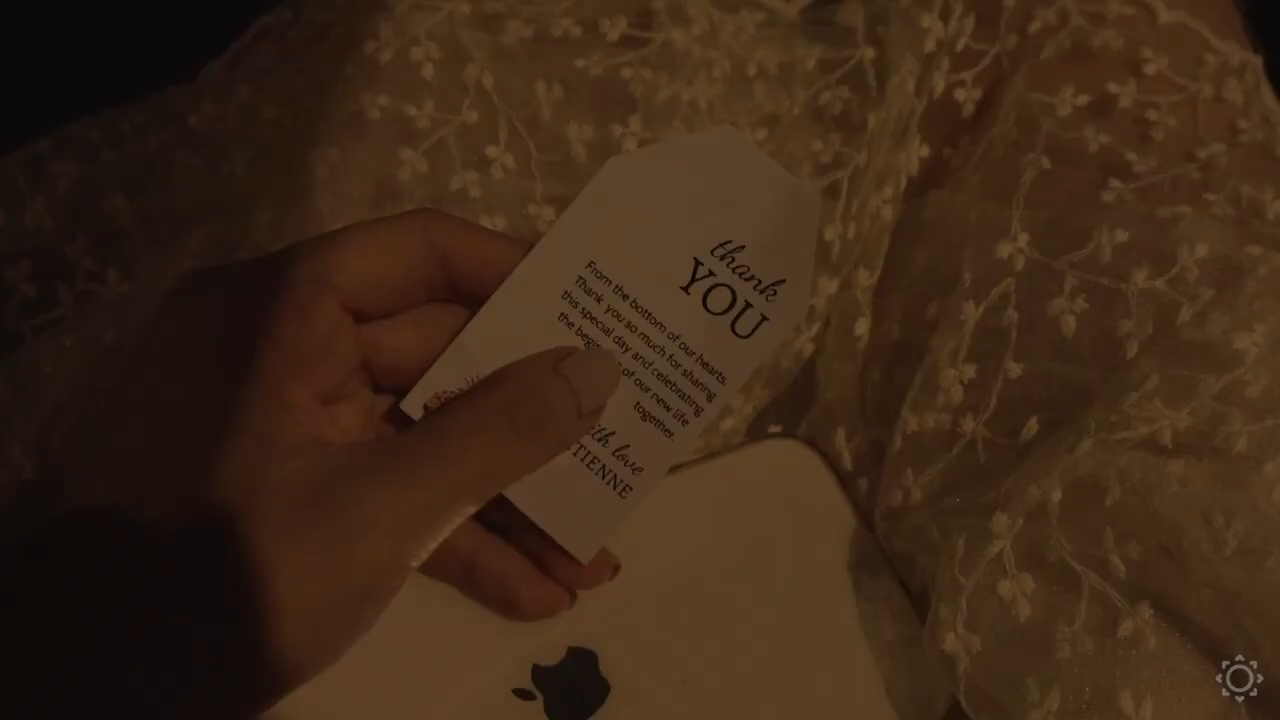 thank
YOU
From the bottom of our hearts.
Thank you so much for sharing
this special day and celebrating
the of our new life
together.
love